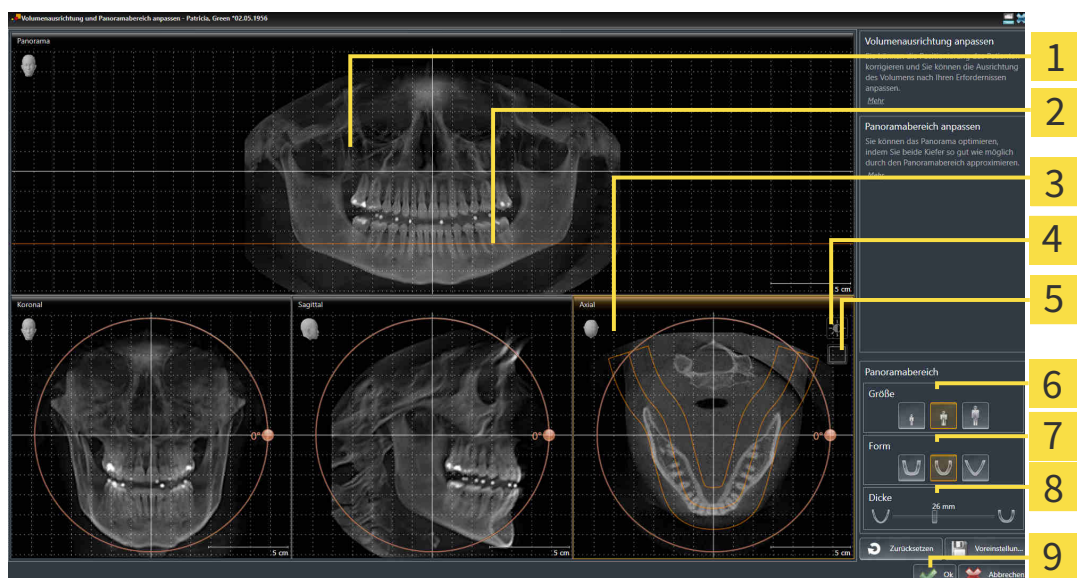 Volumenausrichtung und Panoramabereich anpassen - Patricia, Green *02.05.1956
Panorama
5 cm
Koronal
0°
5 cm
Sagittal
0°
5 cm
Axial
0°
5 cm
Volumenausrichtung anpassen
korrigieren und Sie können die Ausrichtung
des Volumens nach Ihren Erfordernissen
anpassen.
Mehr
Panoramabereich anpassen
Sie können das Panorama optimieren,
indem Sie beide Kiefer so gut wie möglich
durch den Panoramabereich approximieren.
Mehr
Panoramabereich
Größe
Form
Dicke
26 mm
Zurücksetzen
Voreinstellun...
Ok
Abbrechen
1
2
3
4
5
6
7
8
9